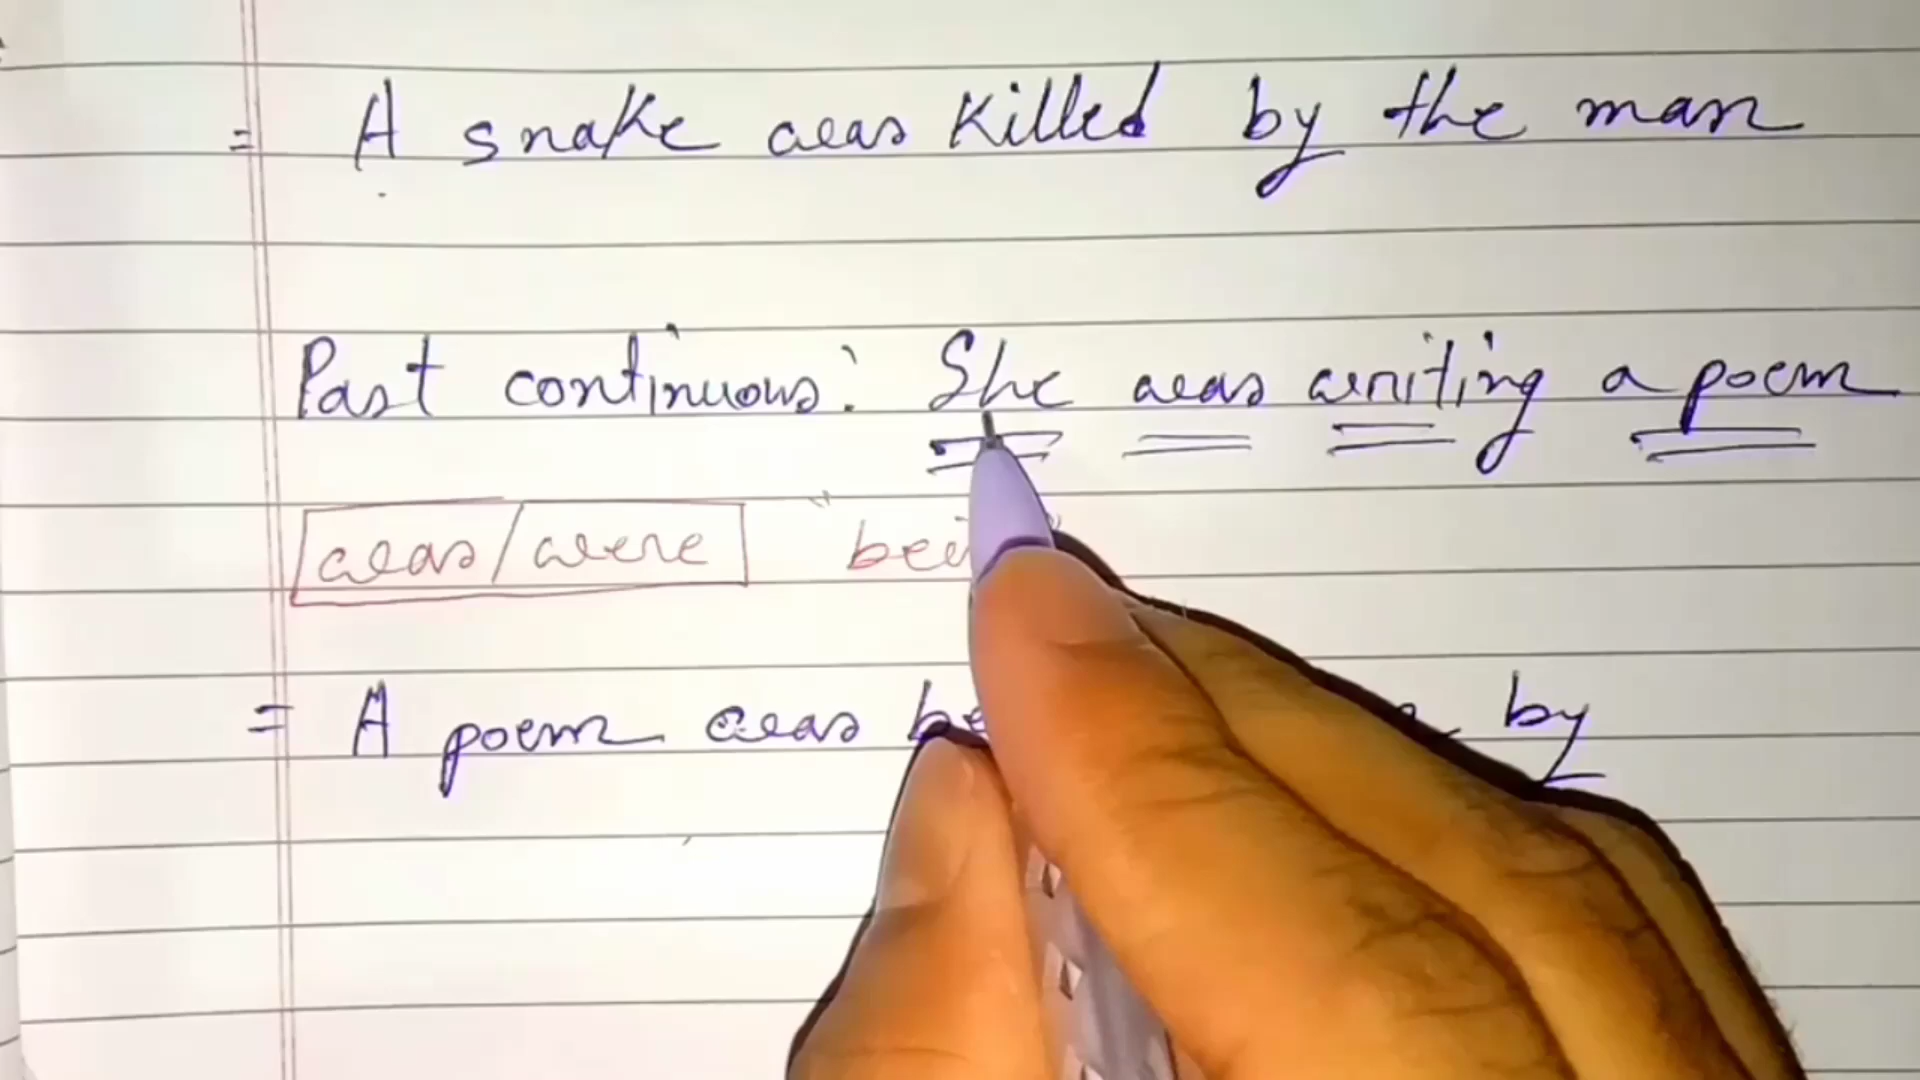 = A snake was killed by the man
Past continuous: She was writing a poem
was/were "
= A poem was by